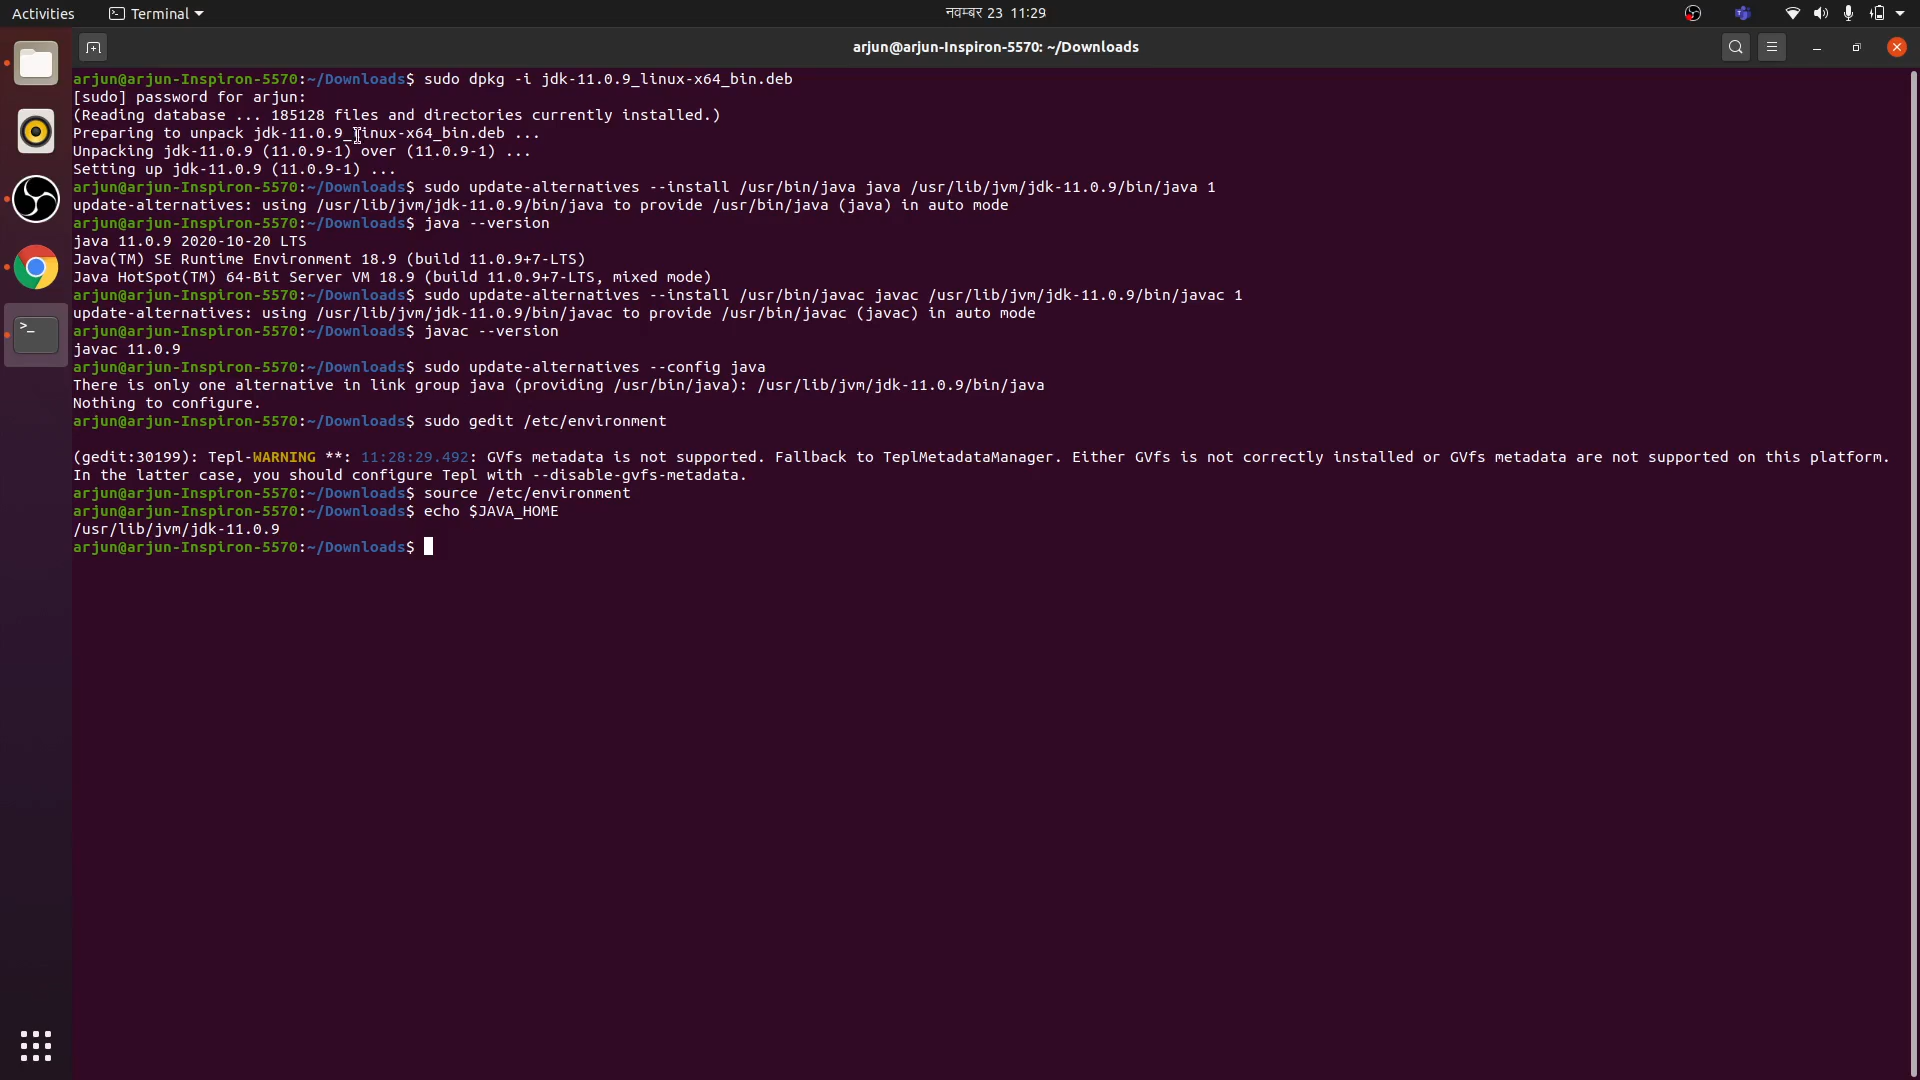 Activities
Terminal
नवम्बर 23 11:29
arjun@arjun-Inspiron-5570: ~/Downloads
arjun@arjun-Inspiron-5570:~/Downloads$ sudo dpkg -i jdk-11.0.9_linux-x64_bin.deb
[sudo] password for arjun:
(Reading database ... 185128 files and directories currently installed.)
Preparing to unpack jdk-11.0.9_linux-x64_bin.deb ...
Unpacking jdk-11.0.9 (11.0.9-1) over (11.0.9-1) ...
Setting up jdk-11.0.9 (11.0.9-1) ...
arjun@arjun-Inspiron-5570:~/Downloads$ sudo update-alternatives --install /usr/bin/java java /usr/lib/jvm/jdk-11.0.9/bin/java 1
update-alternatives: using /usr/lib/jvm/jdk-11.0.9/bin/java to provide /usr/bin/java (java) in auto mode
arjun@arjun-Inspiron-5570:~/Downloads$ java --version
java 11.0.9 2020-10-20 LTS
Java(TM) SE Runtime Environment 18.9 (build 11.0.9+7-LTS)
Java HotSpot(TM) 64-Bit Server VM 18.9 (build 11.0.9+7-LTS, mixed mode)
arjun@arjun-Inspiron-5570:~/Downloads$ sudo update-alternatives --install /usr/bin/javac javac /usr/lib/jvm/jdk-11.0.9/bin/javac 1
update-alternatives: using /usr/lib/jvm/jdk-11.0.9/bin/javac to provide /usr/bin/javac (javac) in auto mode
arjun@arjun-Inspiron-5570:~/Downloads$ javac --version
javac 11.0.9
arjun@arjun-Inspiron-5570:~/Downloads$ sudo update-alternatives --config java
There is only one alternative in link group java (providing /usr/bin/java): /usr/lib/jvm/jdk-11.0.9/bin/java
Nothing to configure.
arjun@arjun-Inspiron-5570:~/Downloads$ sudo gedit /etc/environment
(gedit:30199): Tepl-WARNING **: 11:28:29.492: GVfs metadata is not supported. Fallback to TeplMetadataManager. Either GVfs is not correctly installed or GVfs metadata are not supported on this platform.
In the latter case, you should configure Tepl with --disable-gvfs-metadata.
arjun@arjun-Inspiron-5570:~/Downloads$ source /etc/environment
arjun@arjun-Inspiron-5570:~/Downloads$ echo $JAVA_HOME
/usr/lib/jvm/jdk-11.0.9
arjun@arjun-Inspiron-5570:~/Downloads$